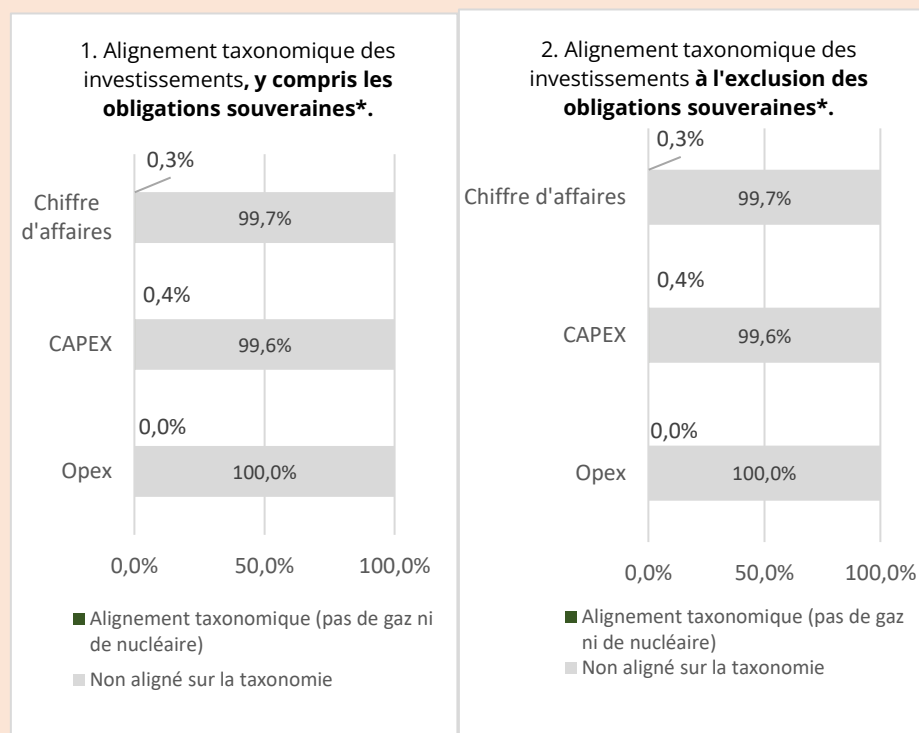 1. Alignement taxonomique des
investissements, y compris les
obligations souveraines*.
0,3%
Chiffre
d'affaires
99,7%
0,4%
CAPEX
99,6%
0,0%
Opex
100,0%
0,0%
50,0%
100,0%
Alignement taxonomique (pas de gaz ni
de nucléaire)
Non aligné sur la taxonomie
2. Alignement taxonomique des
investissements à l'exclusion des
obligations souveraines*.
0,3%
Chiffre d'affaires
99,7%
0,4%
CAPEX
99,6%
0,0%
Opex
100,0%
0,0%
50,0%
100,0%
Alignement taxonomique (pas de gaz
ni de nucléaire)
Non aligné sur la taxonomie